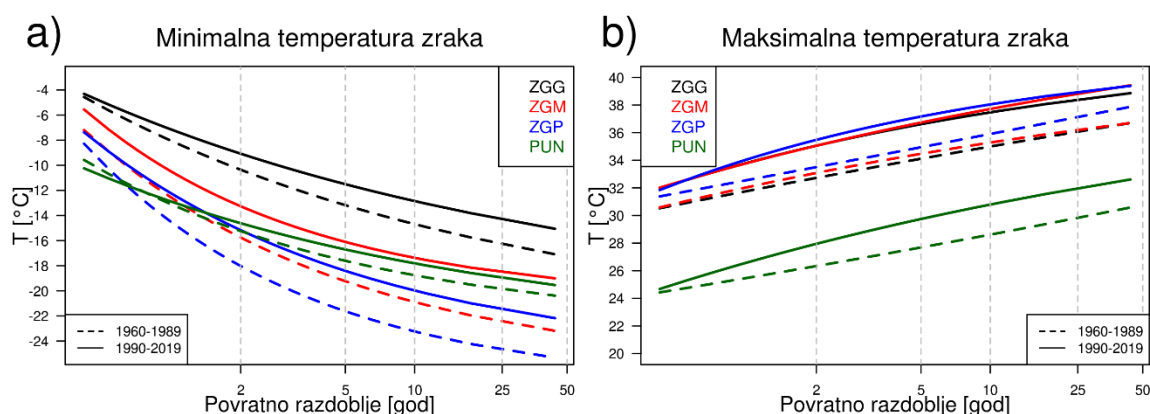 a)
Minimalna temperatura zraka
T [°C]
-4
-6
-8
-10
-12
-14
-16
-18
-20
-22
-24
ZGG
ZGM
ZGP
PUN
1960-1989
1990-2019
2
5
10
25
50
Povratno razdoblje [god]
b)
Maksimalna temperatura zraka
T [°C]
40
38
36
34
32
30
28
26
24
22
20
ZGG
ZGM
ZGP
PUN
1960-1989
1990-2019
2
5
10
25
50
Povratno razdoblje [god]